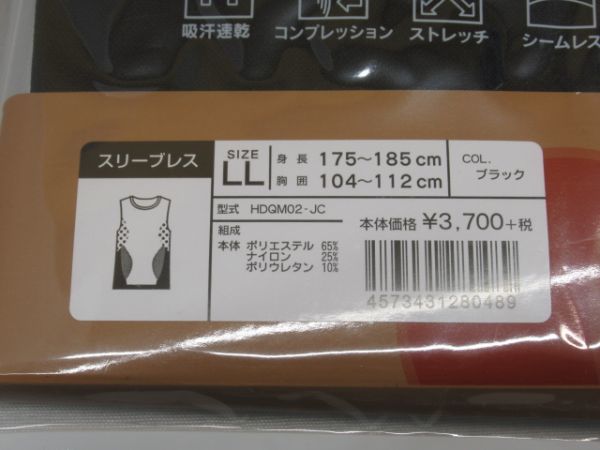 吸汗速乾 コンプレッション ストレッチ シームレス
スリーブレス
SIZE
LL
身長 175〜185cm
胸囲 104〜112cm
COL.
ブラック
型式 HDQM02-JC
組成
本体 ポリエステル 65%
ナイロン 25%
ポリウレタン 10%
本体価格 ¥3,700+税
4573431280489